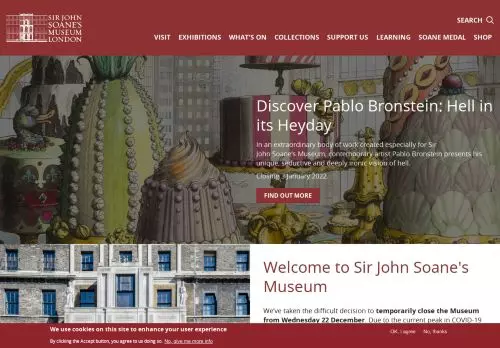 SIR JOHN
SOANE'S
MUSEUM
LONDON
SEARCH
VISIT EXHIBITIONS WHAT'S ON COLLECTIONS SUPPORT US LEARNING SOANE MEDAL SHOP
Discover Pablo Bronstein: Hell in
its Heyday
In an extraordinary body of work created especially for Sir
John Soane's Museum, contemporary artist Pablo Bronstein presents his
unique, seductive and deeply ironic vision of hell.
Closing 2 January 2022
FIND OUT MORE
Welcome to Sir John Soane's
Museum
We've taken the difficult decision to temporarily close the Museum
from Wednesday 22 December. Due to the current peak in COVID-19
We use cookies on this site to enhance your user experience
By clicking the Accept button, you agree to us doing so. No, give me more info
OK, I agree No, thanks